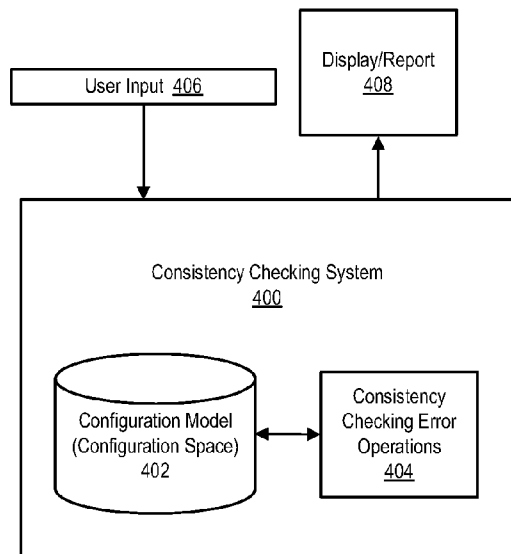 User Input 406
Display/Report
408
Consistency Checking System
400
Configuration Model
(Configuration Space)
402
Consistency
Checking Error
Operations
404